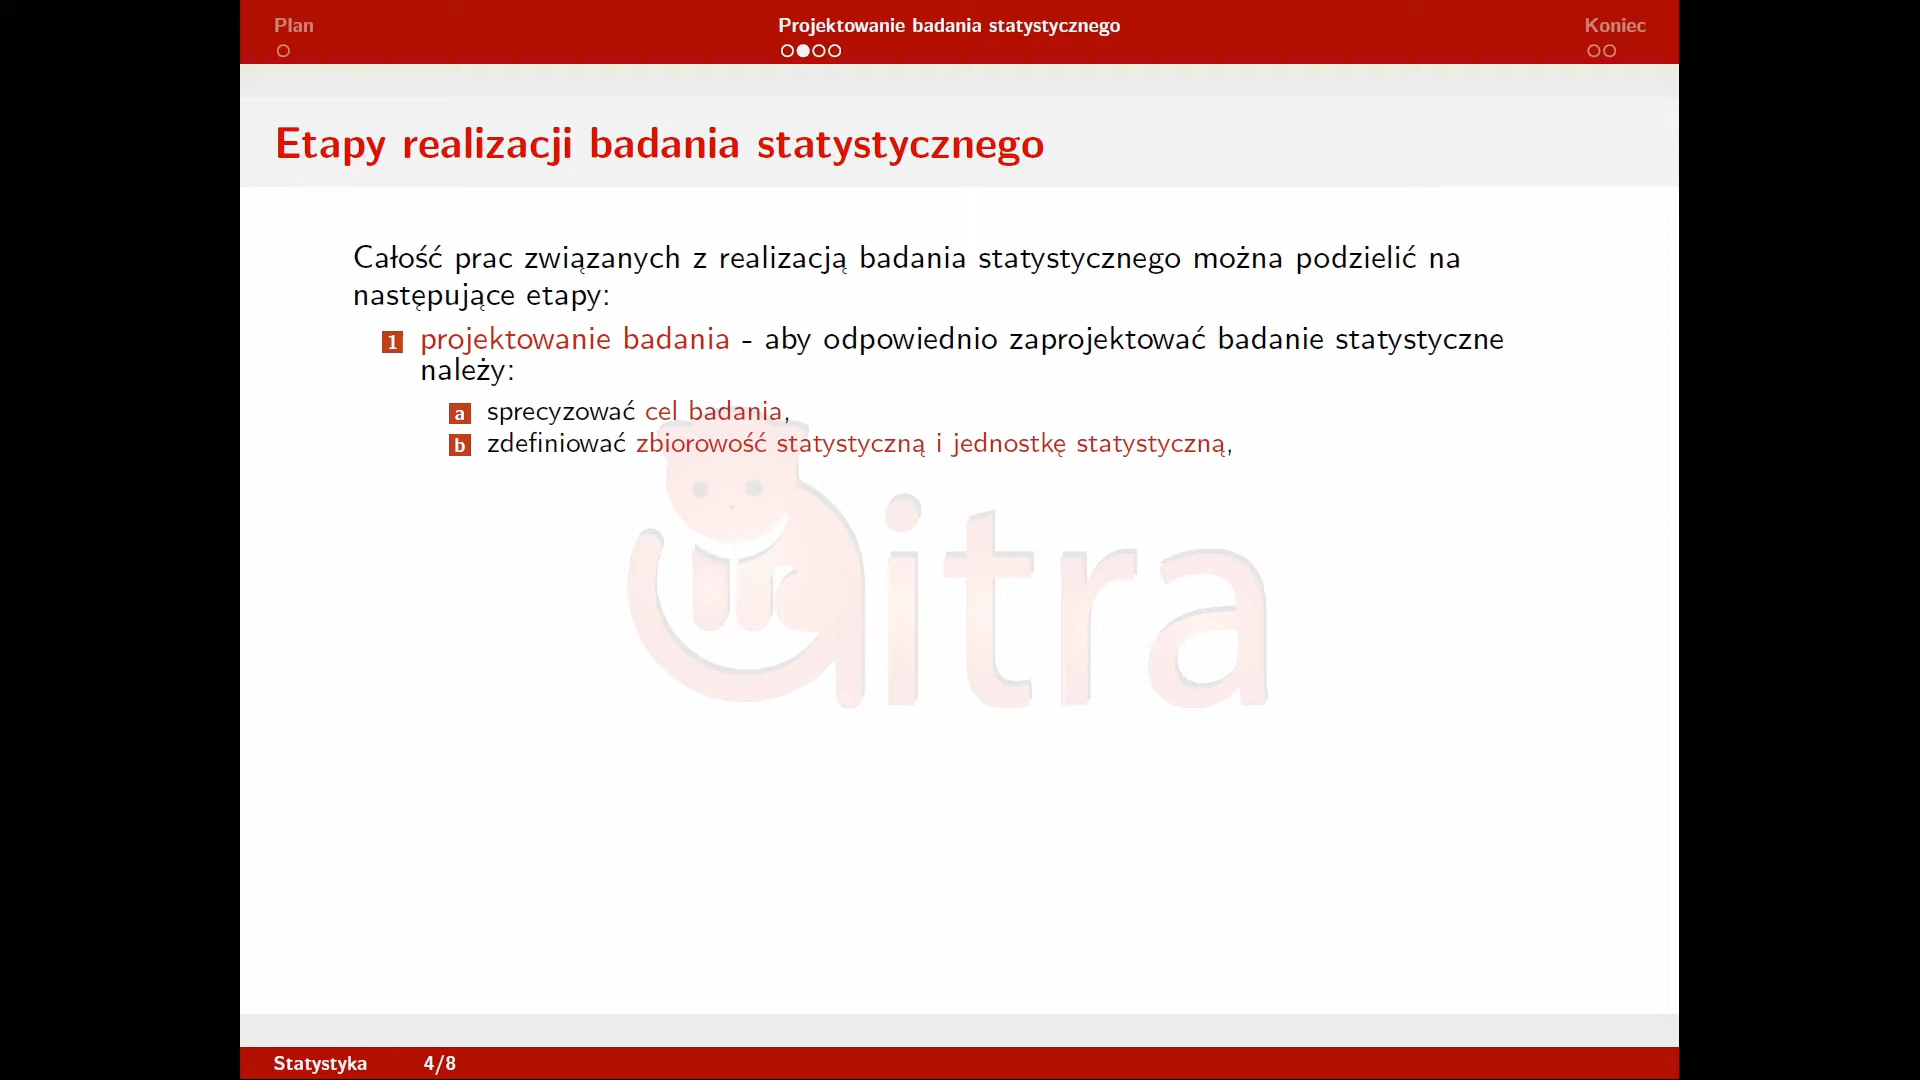 Plan
Projektowanie badania statystycznego
Koniec
Etapy realizacji badania statystycznego
Całość prac związanych z realizacją badania statystycznego można podzielić na
następujące etapy:
1 projektowanie badania - aby odpowiednio zaprojektować badanie statystyczne
należy:
a sprecyzować cel badania,
b zdefiniować zbiorowość statystyczną i jednostkę statystyczną,
itra
Statystyka 4/8